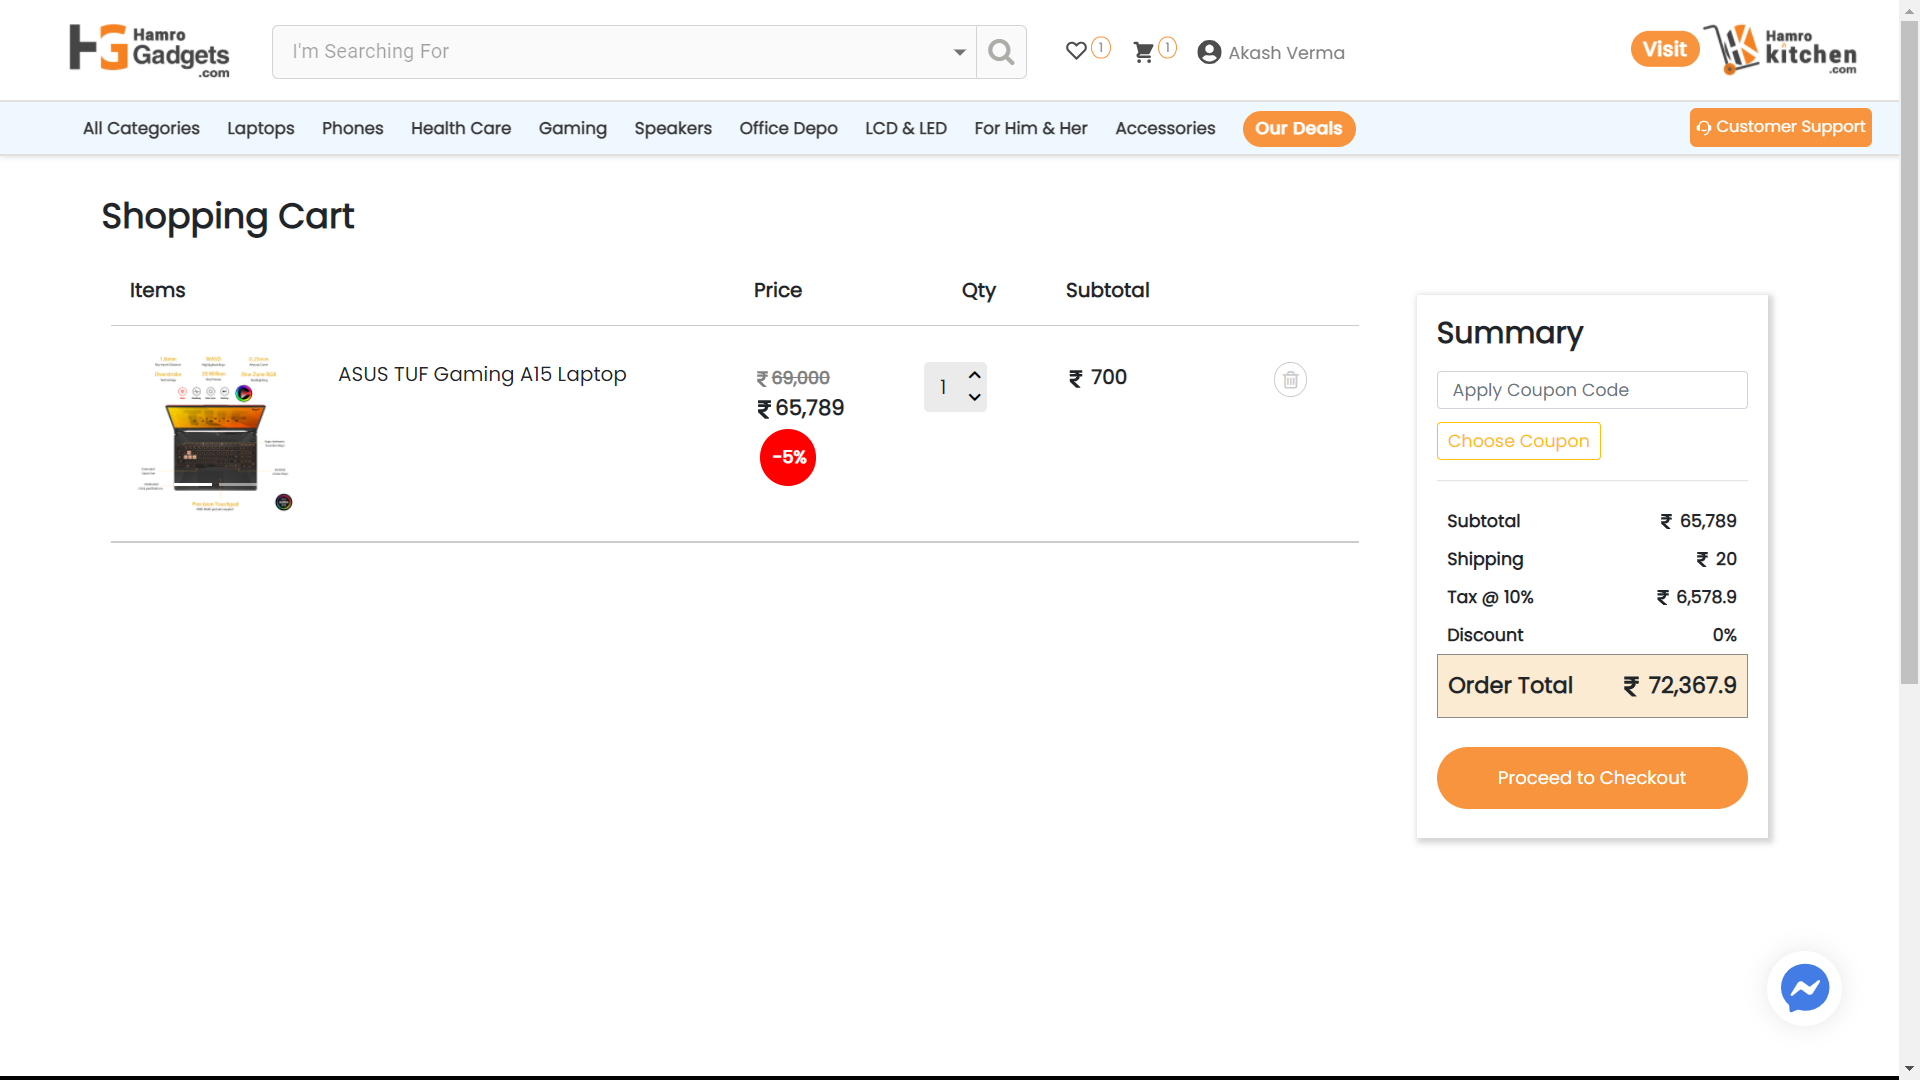 Hamro
Gadgets
.com
I'm Searching For
1
1
Akash Verma
Visit
Hamro
kitchen
.com
All Categories
Laptops
Phones
Health Care
Gaming
Speakers
Office Depo
LCD & LED
For Him & Her
Accessories
Our Deals
Customer Support
Shopping Cart
Items
Price
Qty
Subtotal
ASUS TUF Gaming A15 Laptop
₹ 69,000
₹ 65,789
-5%
1
₹ 700
Summary
Apply Coupon Code
Choose Coupon
Subtotal ₹ 65,789
Shipping ₹ 20
Tax @ 10% ₹ 6,578.9
Discount 0%
Order Total ₹ 72,367.9
Proceed to Checkout